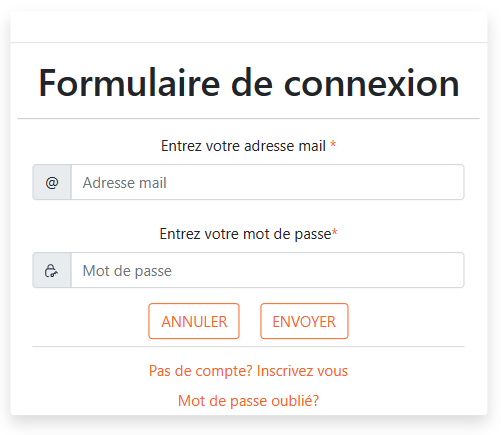 Formulaire de connexion
Entrez votre adresse mail *
@ Adresse mail
Entrez votre mot de passe*
Mot de passe
ANNULER ENVOYER
Pas de compte? Inscrivez vous
Mot de passe oublié?